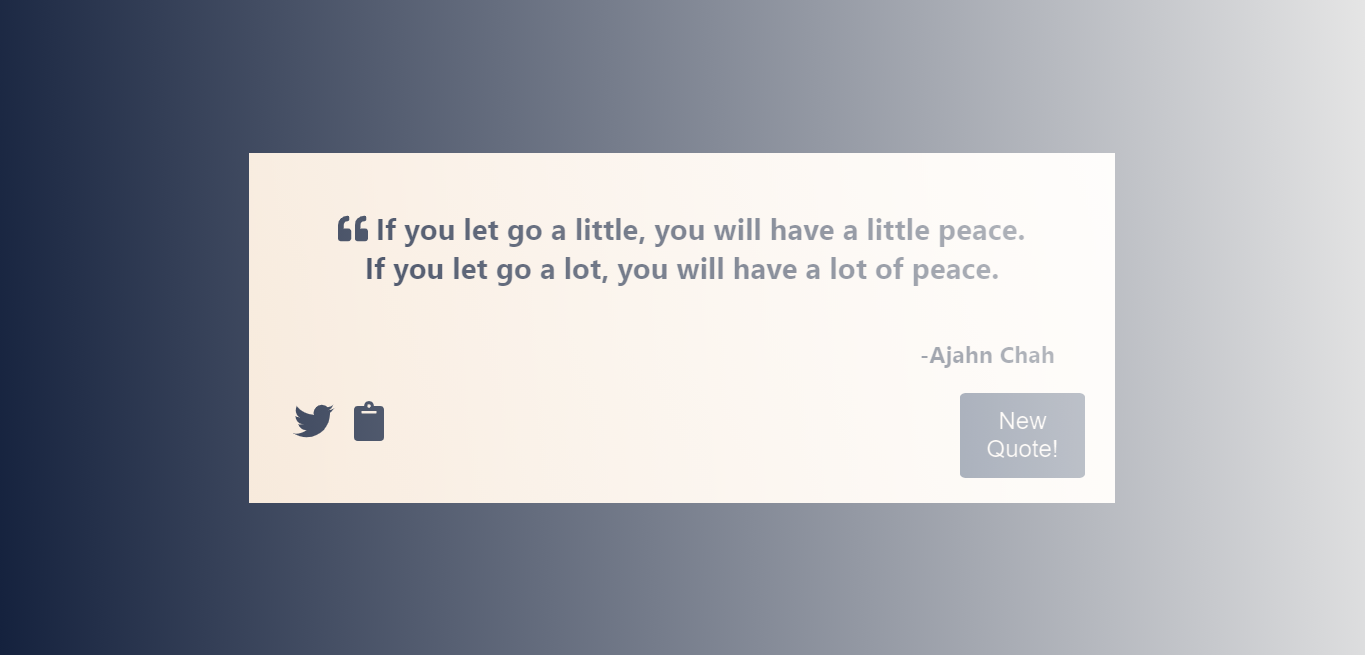 ❝ If you let go a little, you will have a little peace.
If you let go a lot, you will have a lot of peace.
-Ajahn Chah
New
Quote!